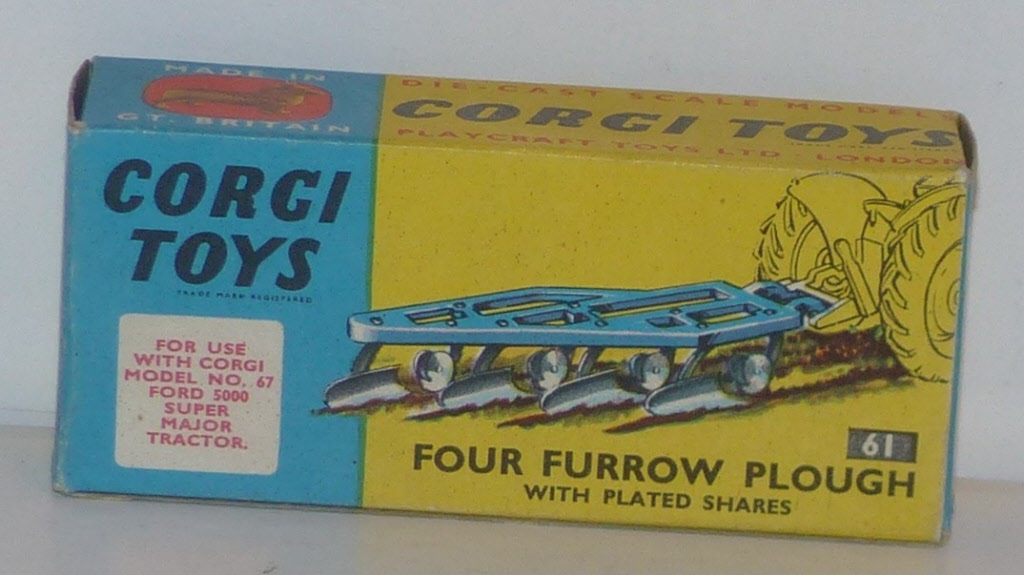 MADE IN
GT. BRITAIN
DIE-CAST SCALE MODEL
CORGI TOYS
PLAYCRAFT TOYS LTD. LONDON
CORGI
TOYS
TRADE MARK REGISTERED
FOR USE
WITH CORGI
MODEL NO. 67
FORD 5000
SUPER
MAJOR
TRACTOR.
61
FOUR FURROW PLOUGH
WITH PLATED SHARES